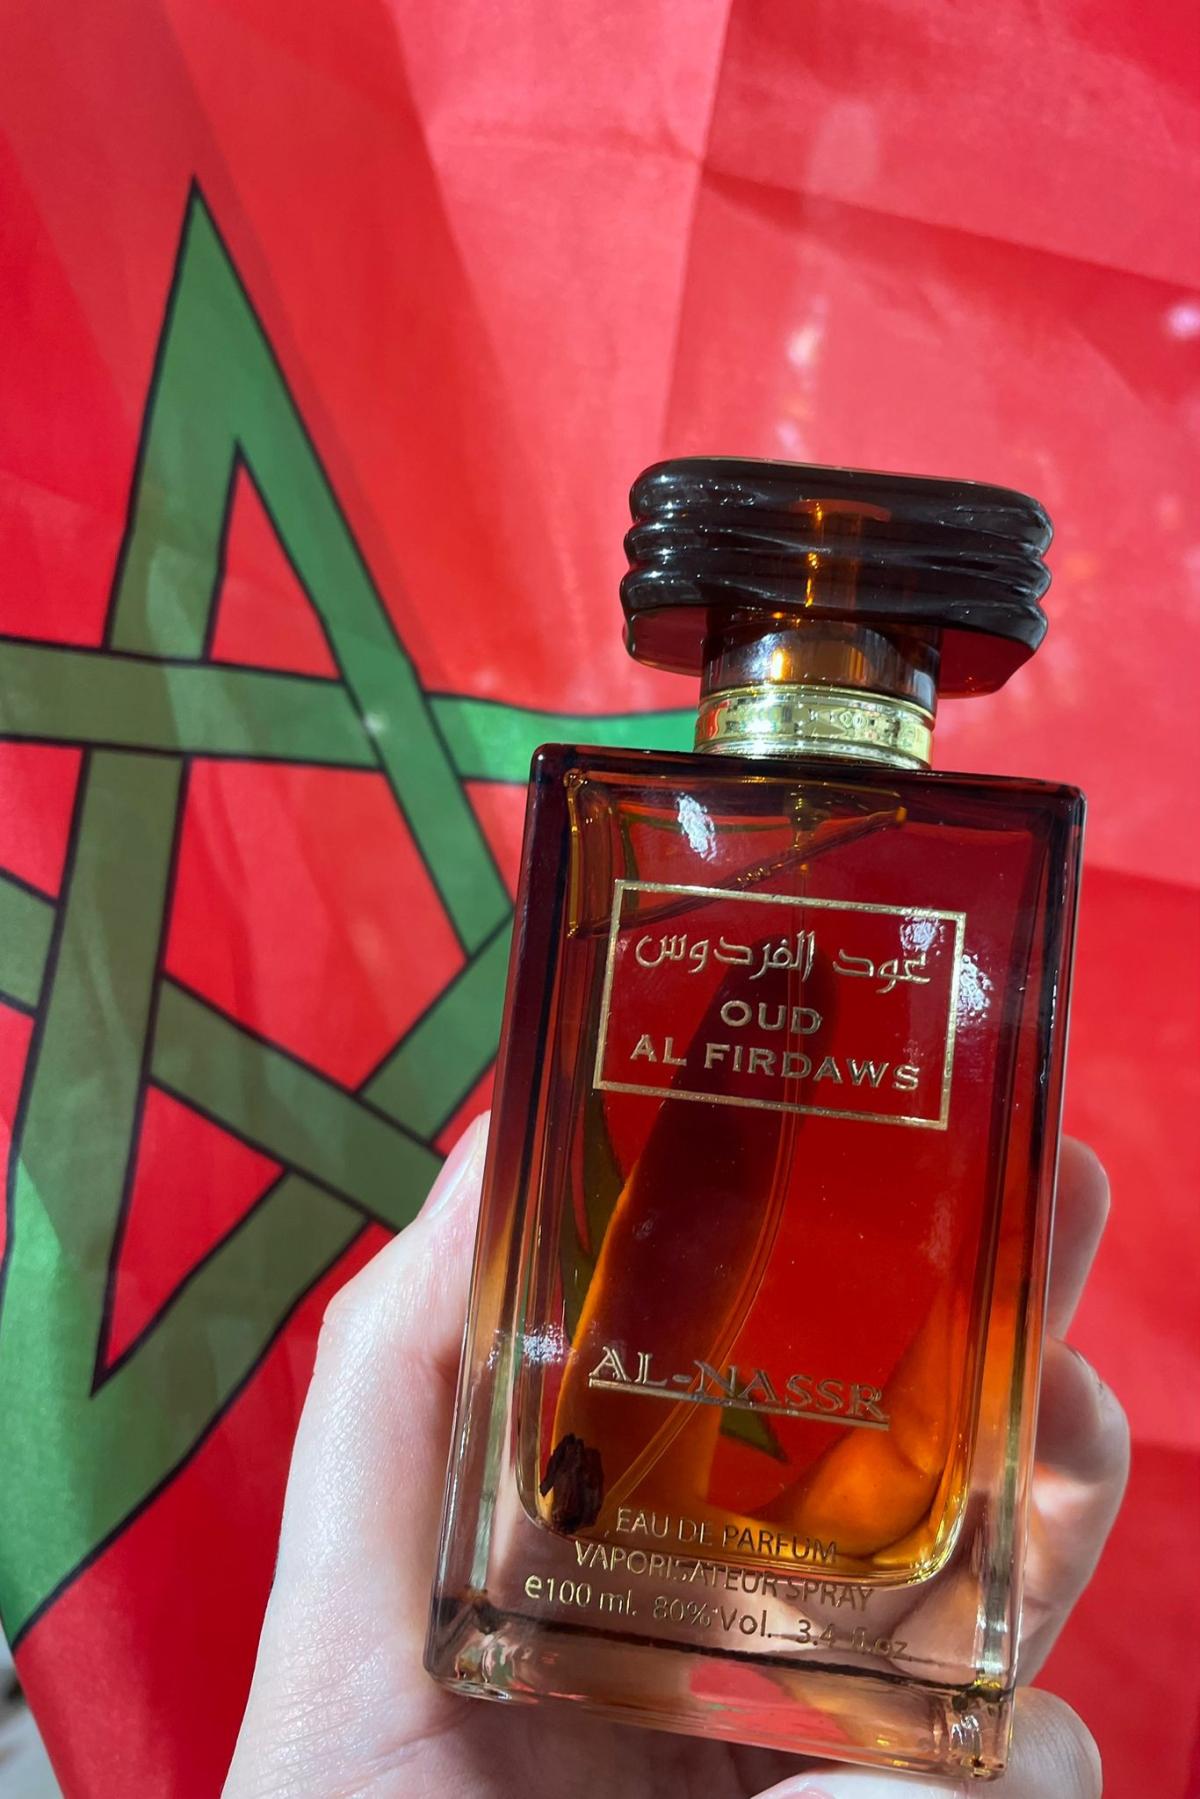 عود الفردوس
OUD
AL FIRDAWS
AL-NASSR
EAU DE PARFUM
VAPORISATEUR SPRAY
e100 ml. 80% Vol. 3.4 fl.oz.